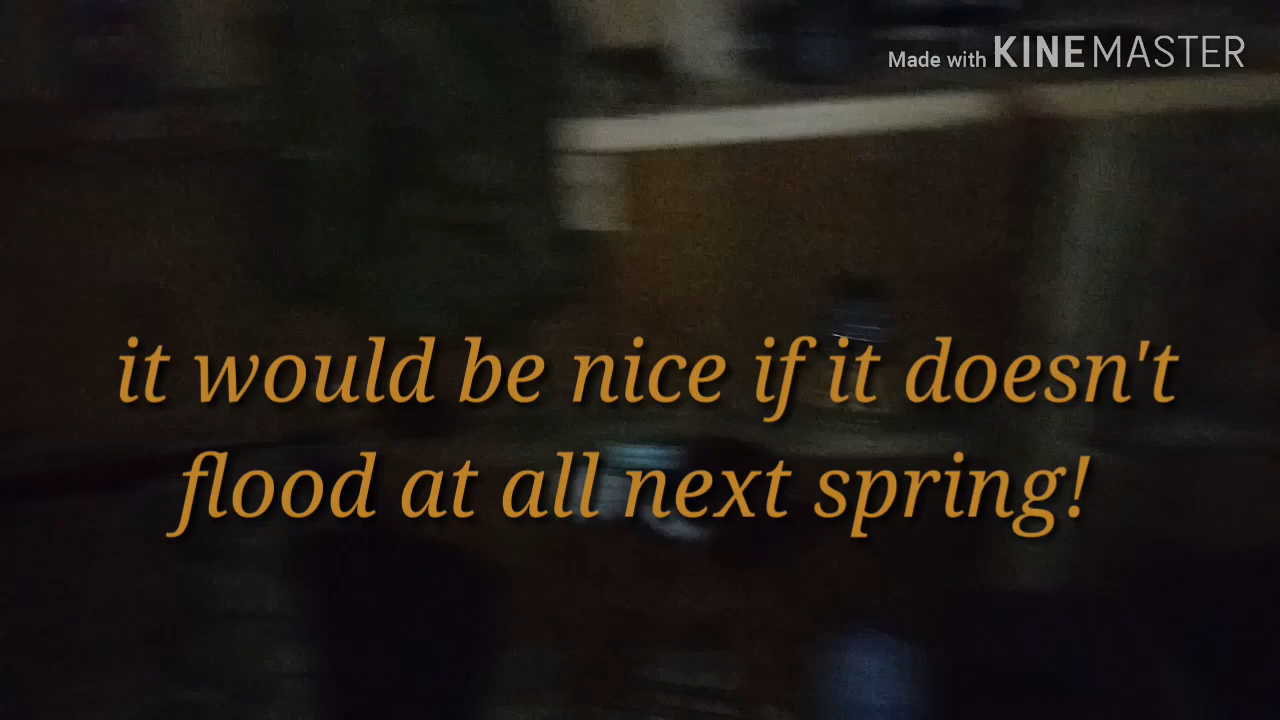 Made with KINEMASTER
it would be nice if it doesn't
flood at all next spring!